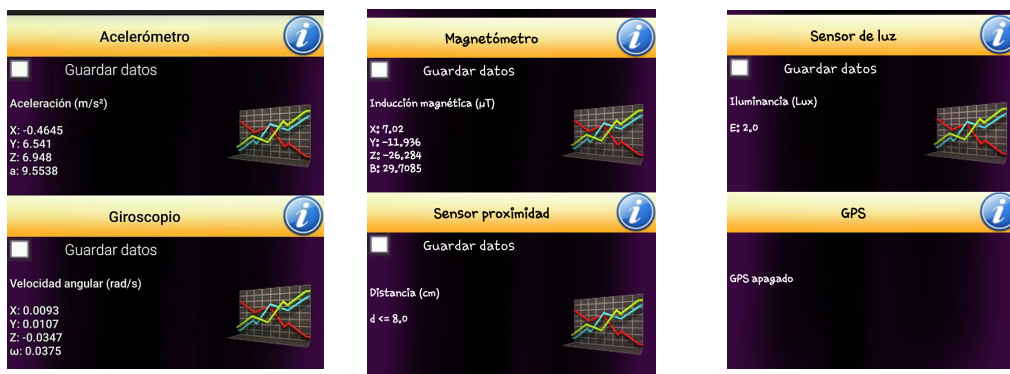 Acelerómetro
Guardar datos
Aceleración (m/s²)
X: -0.4645
Y: 6.541
Z: 6.948
a: 9.5538
Giroscopio
Guardar datos
Velocidad angular (rad/s)
X: 0.0093
Y: 0.0107
Z: -0.0347
ω: 0.0375
Magnetómetro
Guardar datos
Inducción magnética (μT)
X: 7.02
Y: -11.936
Z: -26.284
B: 29.7085
Sensor proximidad
Guardar datos
Distancia (cm)
d <= 8.0
Sensor de luz
Guardar datos
Iluminancia (Lux)
E: 2.0
GPS
GPS apagado